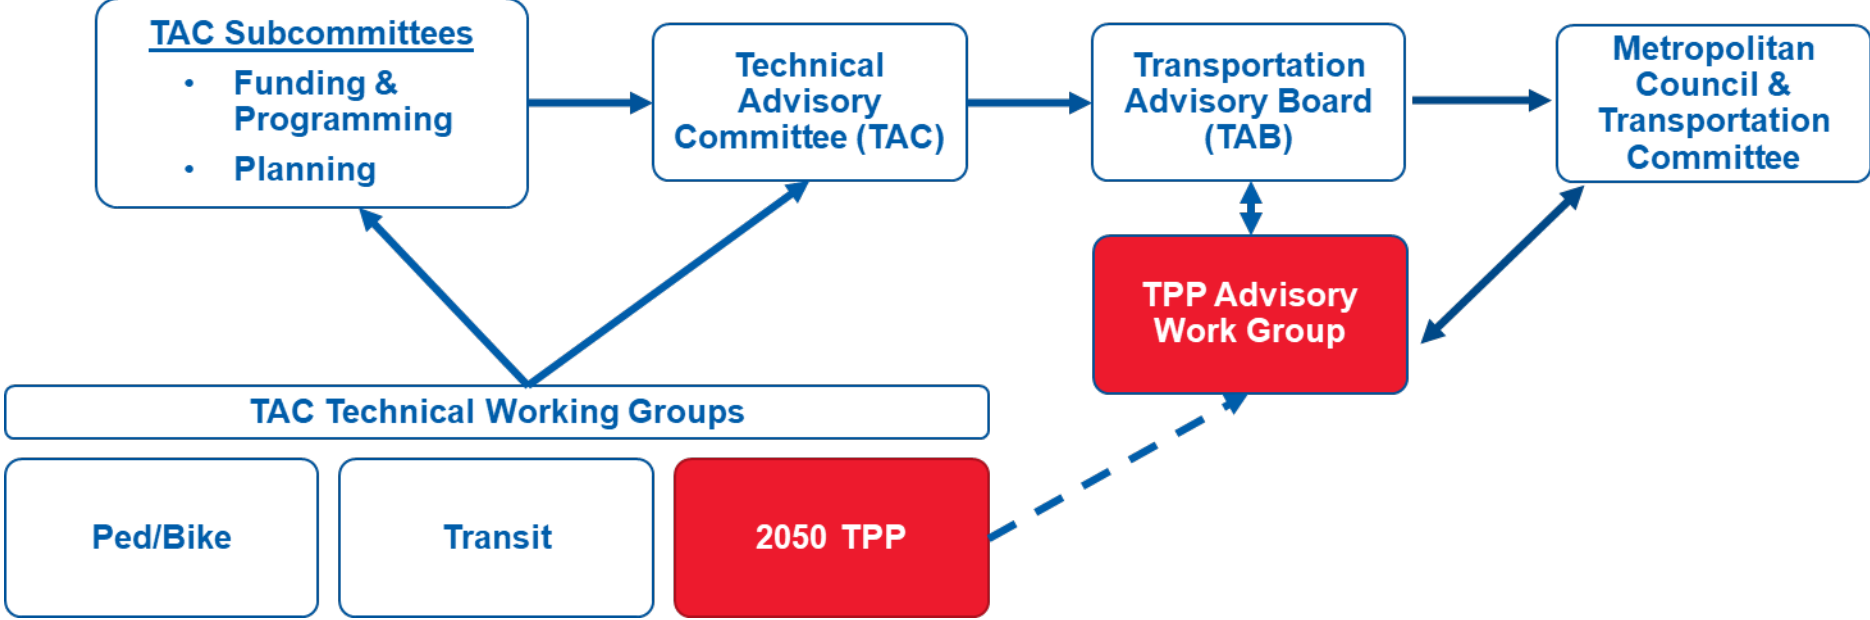 TAC Subcommittees
• Funding &
Programming
• Planning
Technical
Advisory
Committee (TAC)
Transportation
Advisory Board
(TAB)
Metropolitan
Council &
Transportation
Committee
TPP Advisory
Work Group
TAC Technical Working Groups
Ped/Bike
Transit
2050 TPP